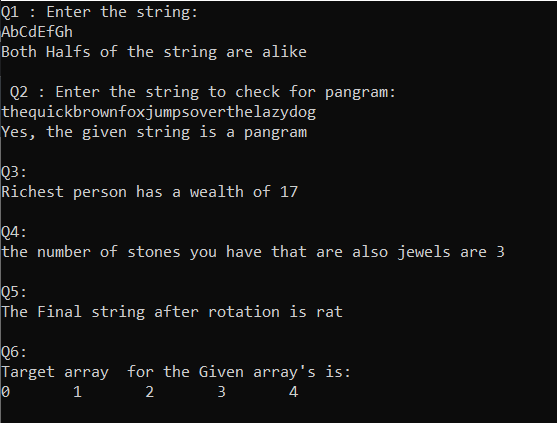 Q1 : Enter the string:
AbCdEfGh
Both Halfs of the string are alike
Q2 : Enter the string to check for pangram:
thequickbrownfoxjumpsoverthelazydog
Yes, the given string is a pangram
Q3:
Richest person has a wealth of 17
Q4:
the number of stones you have that are also jewels are 3
Q5:
The Final string after rotation is rat
Q6:
Target array  for the Given array's is:
0       1       2       3       4